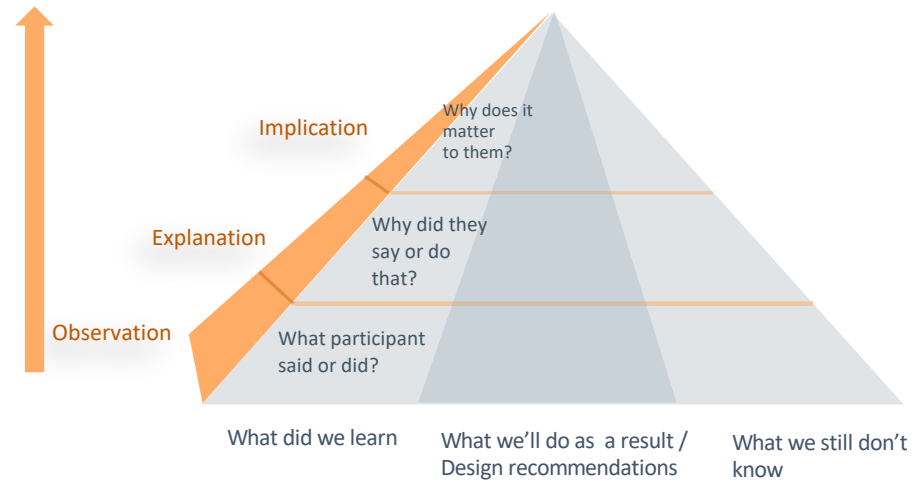 Implication
Why does it
matter
to them?
Explanation
Why did they
say or do
that?
Observation
What participant
said or did?
What did we learn
What we'll do as a result /
Design recommendations
What we still don't
know